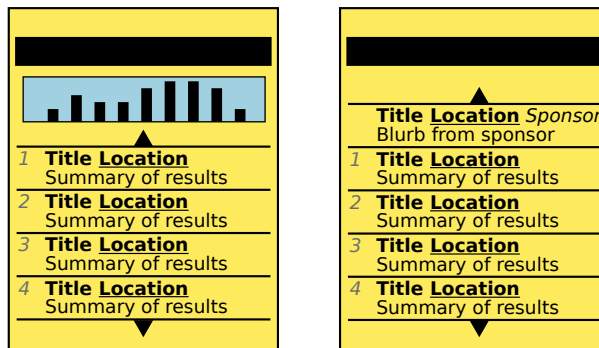 1 Title Location
Summary of results
2 Title Location
Summary of results
3 Title Location
Summary of results
4 Title Location
Summary of results
Title Location Sponsor
Blurb from sponsor
1 Title Location
Summary of results
2 Title Location
Summary of results
3 Title Location
Summary of results
4 Title Location
Summary of results